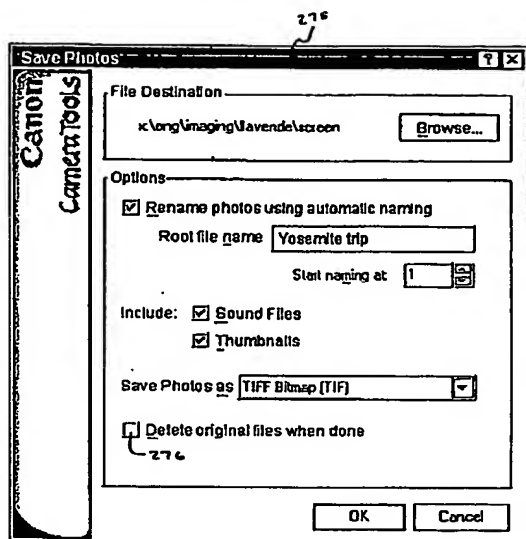 275
Save Photos
Canon
CameraTools
File Destination
x:\ong\imaging\lavende\screen
Browse...
Options
Rename photos using automatic naming
Root file name Yosemite trip
Start naming at 1
Include: Sound Files
Thumbnails
Save Photos as TIFF Bitmap (TIF)
Delete original files when done
276
OK Cancel